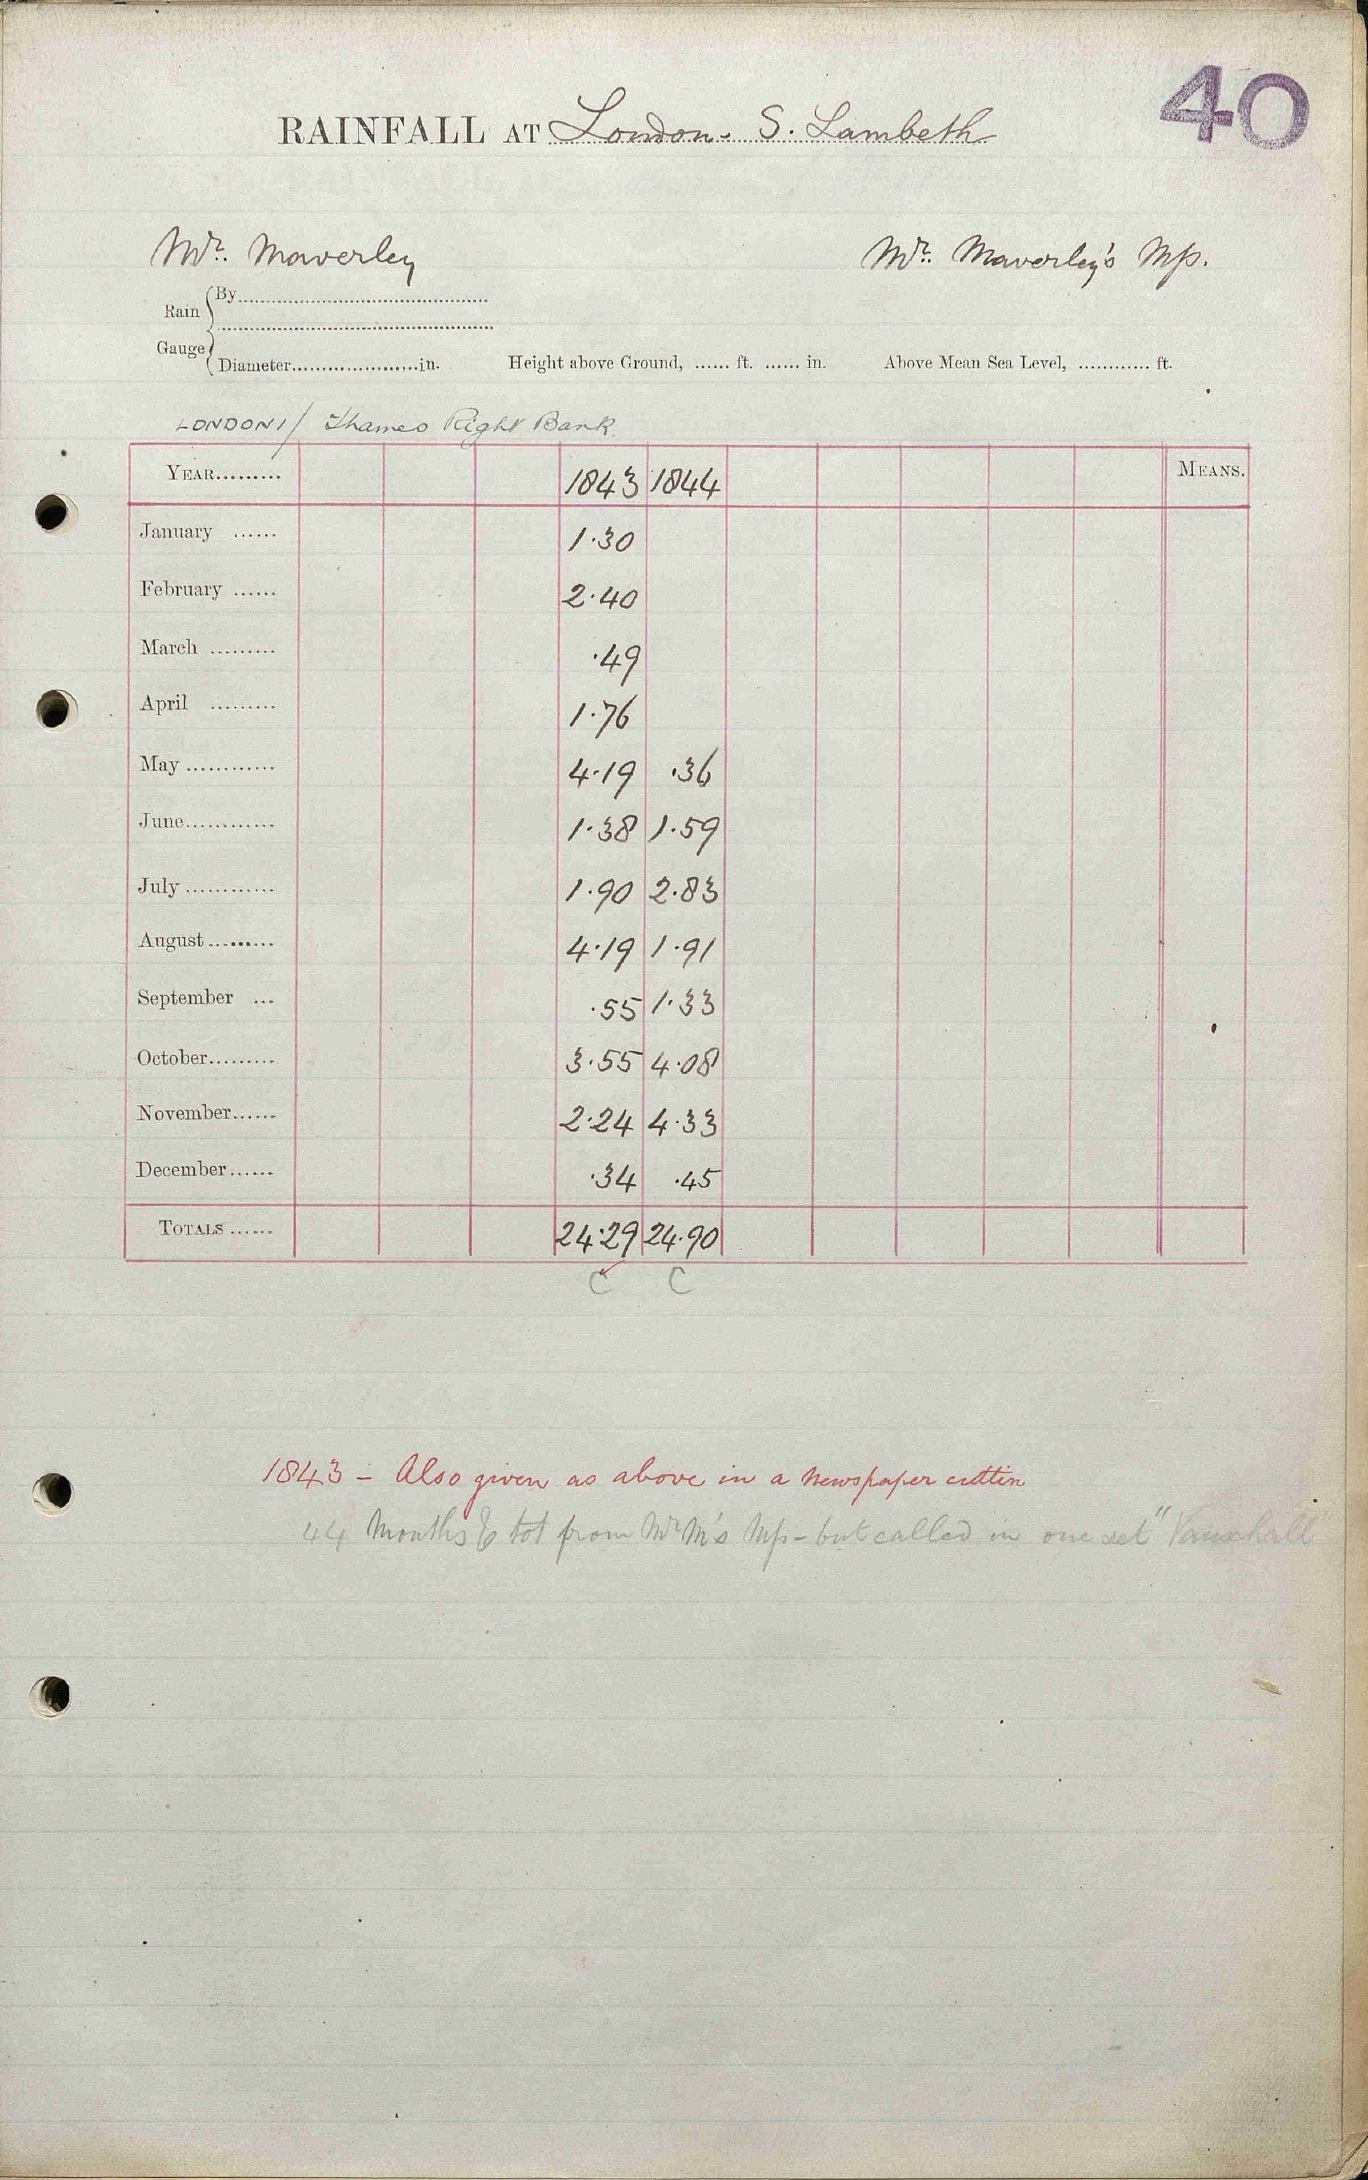 40
RAINFALL AT London - S. Lambeth
Mr. Maverley
Mr. Maverley's Mss.
Rain Gauge
By
Diameter in. Height above Ground, ft. in. Above Mean Sea Level, ft.
LONDON 1/ Thames Right Bank
YEAR 1843 1844 MEANS.
January 1.30
February 2.40
March .49
April 1.76
May 4.19 .36
June 1.38 1.59
July 1.90 2.83
August 4.19 1.91
September .55 1.33
October 3.55 4.08
November 2.24 4.33
December .34 .45
TOTALS 24.29 24.90
C C
1843 - Also given as above in a Newspaper cuttin
44 Months & tot from Mr M's Mss - but called in one set "Vauxhall"